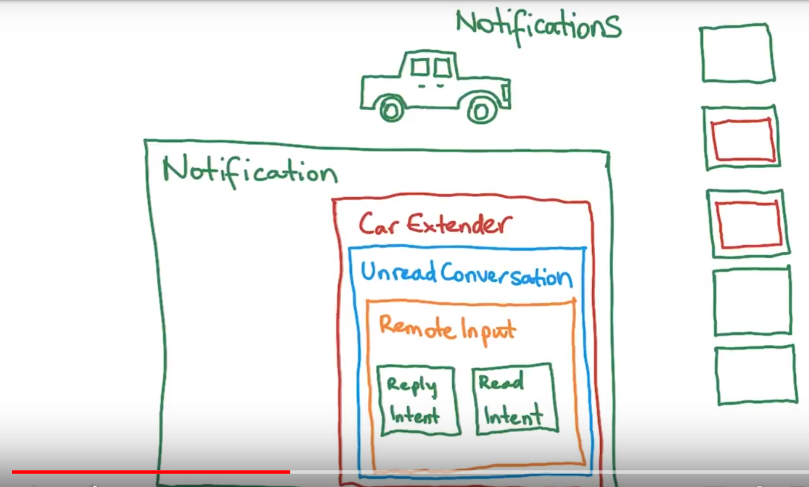 Notifications
Notification
Car Extender
Unread Conversation
Remote Input
Reply
Intent
Read
Intent